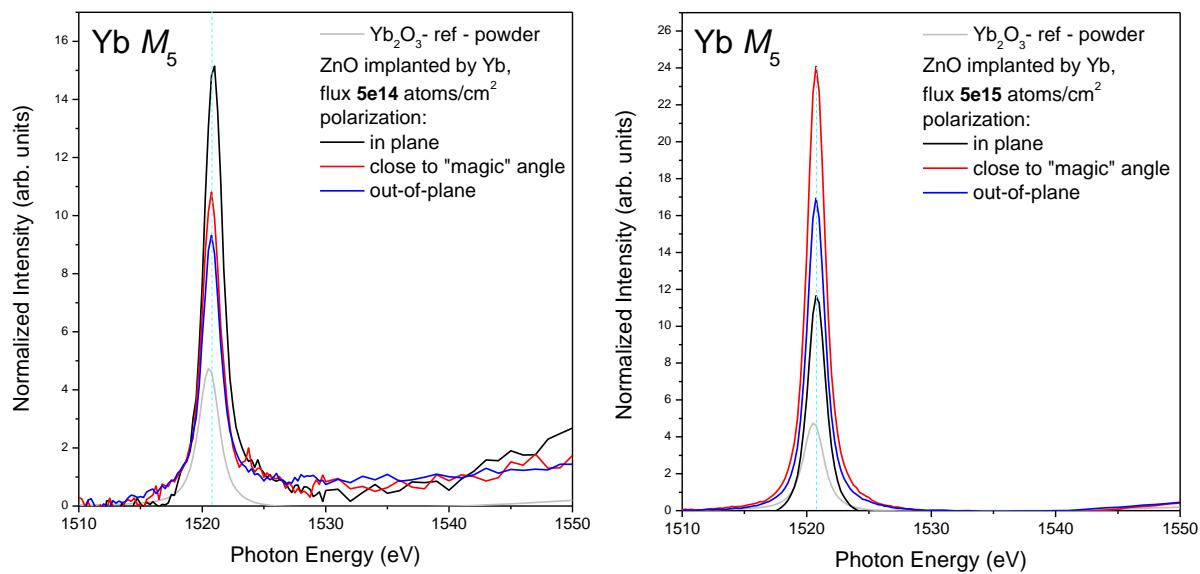 Yb M5
Yb2O3- ref - powder
ZnO implanted by Yb,
flux 5e14 atoms/cm2
polarization:
in plane
close to "magic" angle
out-of-plane
Normalized Intensity (arb. units)
16
14
12
10
8
6
4
2
0
1510 1520 1530 1540 1550
Photon Energy (eV)
Yb M5
Yb2O3- ref - powder
ZnO implanted by Yb,
flux 5e15 atoms/cm2
polarization:
in plane
close to "magic" angle
out-of-plane
Normalized Intensity (arb. units)
26
24
22
20
18
16
14
12
10
8
6
4
2
0
1510 1515 1520 1525 1530 1535 1540 1545 1550
Photon Energy (eV)